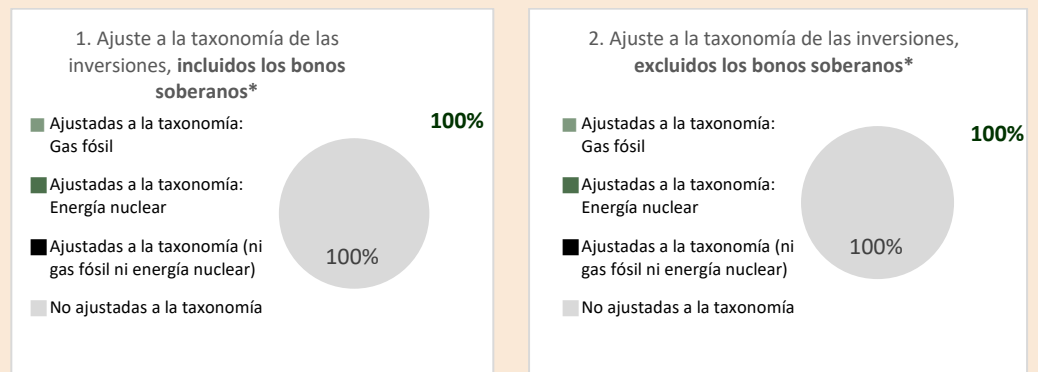 1. Ajuste a la taxonomía de las
inversiones, incluidos los bonos
soberanos*
Ajustadas a la taxonomía:
Gas fósil
Ajustadas a la taxonomía:
Energía nuclear
Ajustadas a la taxonomía (ni
gas fósil ni energía nuclear)
No ajustadas a la taxonomía
100%
100%
2. Ajuste a la taxonomía de las inversiones,
excluidos los bonos soberanos*
Ajustadas a la taxonomía:
Gas fósil
Ajustadas a la taxonomía:
Energía nuclear
Ajustadas a la taxonomía (ni
gas fósil ni energía nuclear)
No ajustadas a la taxonomía
100%
100%